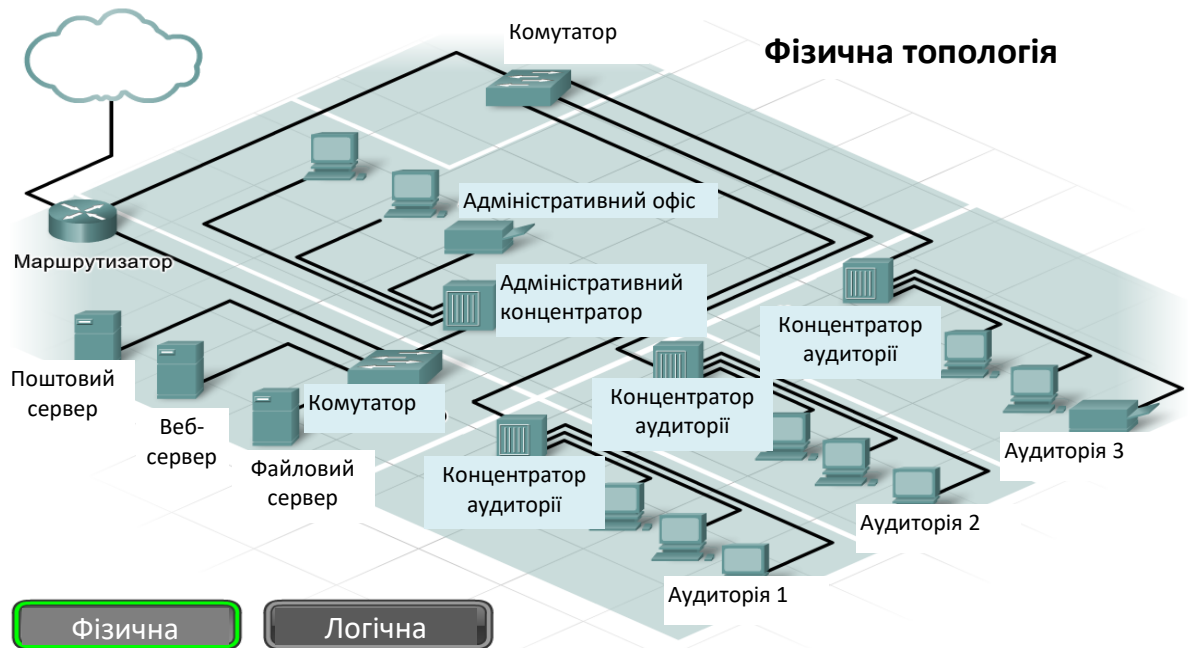 Комутатор
Фізична топологія
Адміністративний офіс
Маршрутизатор
Адміністративний
концентратор
Концентратор
аудиторії
Поштовий
сервер
Веб-
сервер
Файловий
сервер
Комутатор
Концентратор
аудиторії
Концентратор
аудиторії
Аудиторія 3
Аудиторія 2
Аудиторія 1
Фізична
Логічна